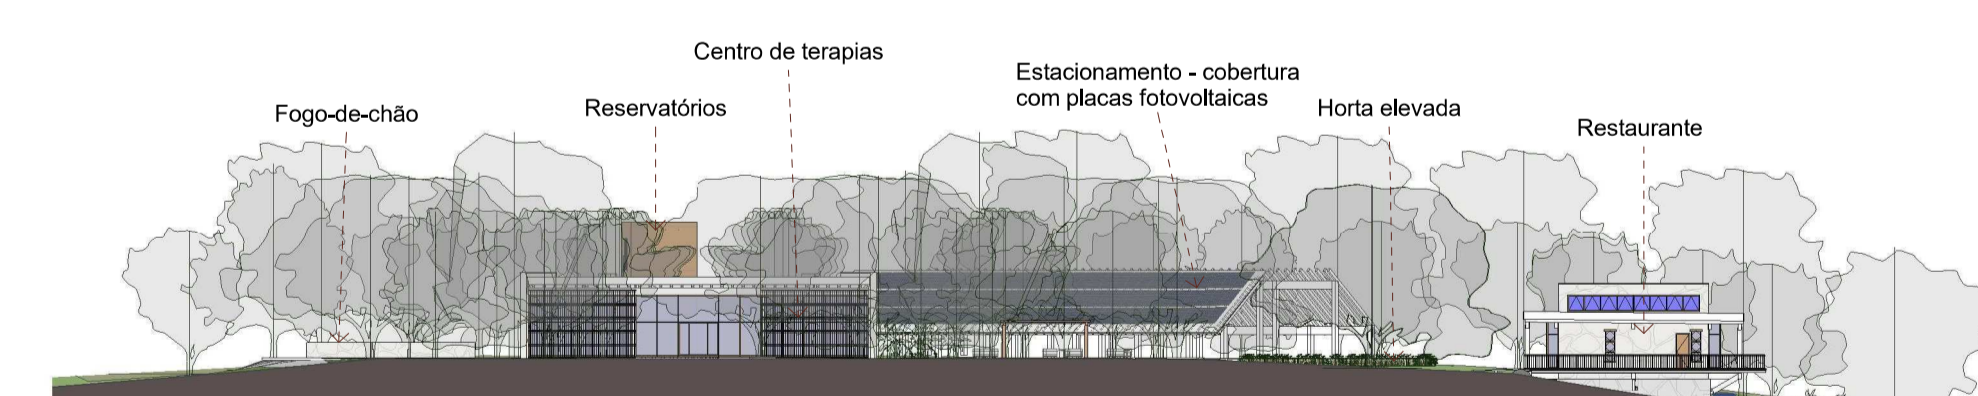 Fogo-de-chão
Reservatórios
Centro de terapias
Estacionamento - cobertura
com placas fotovoltaicas
Horta elevada
Restaurante